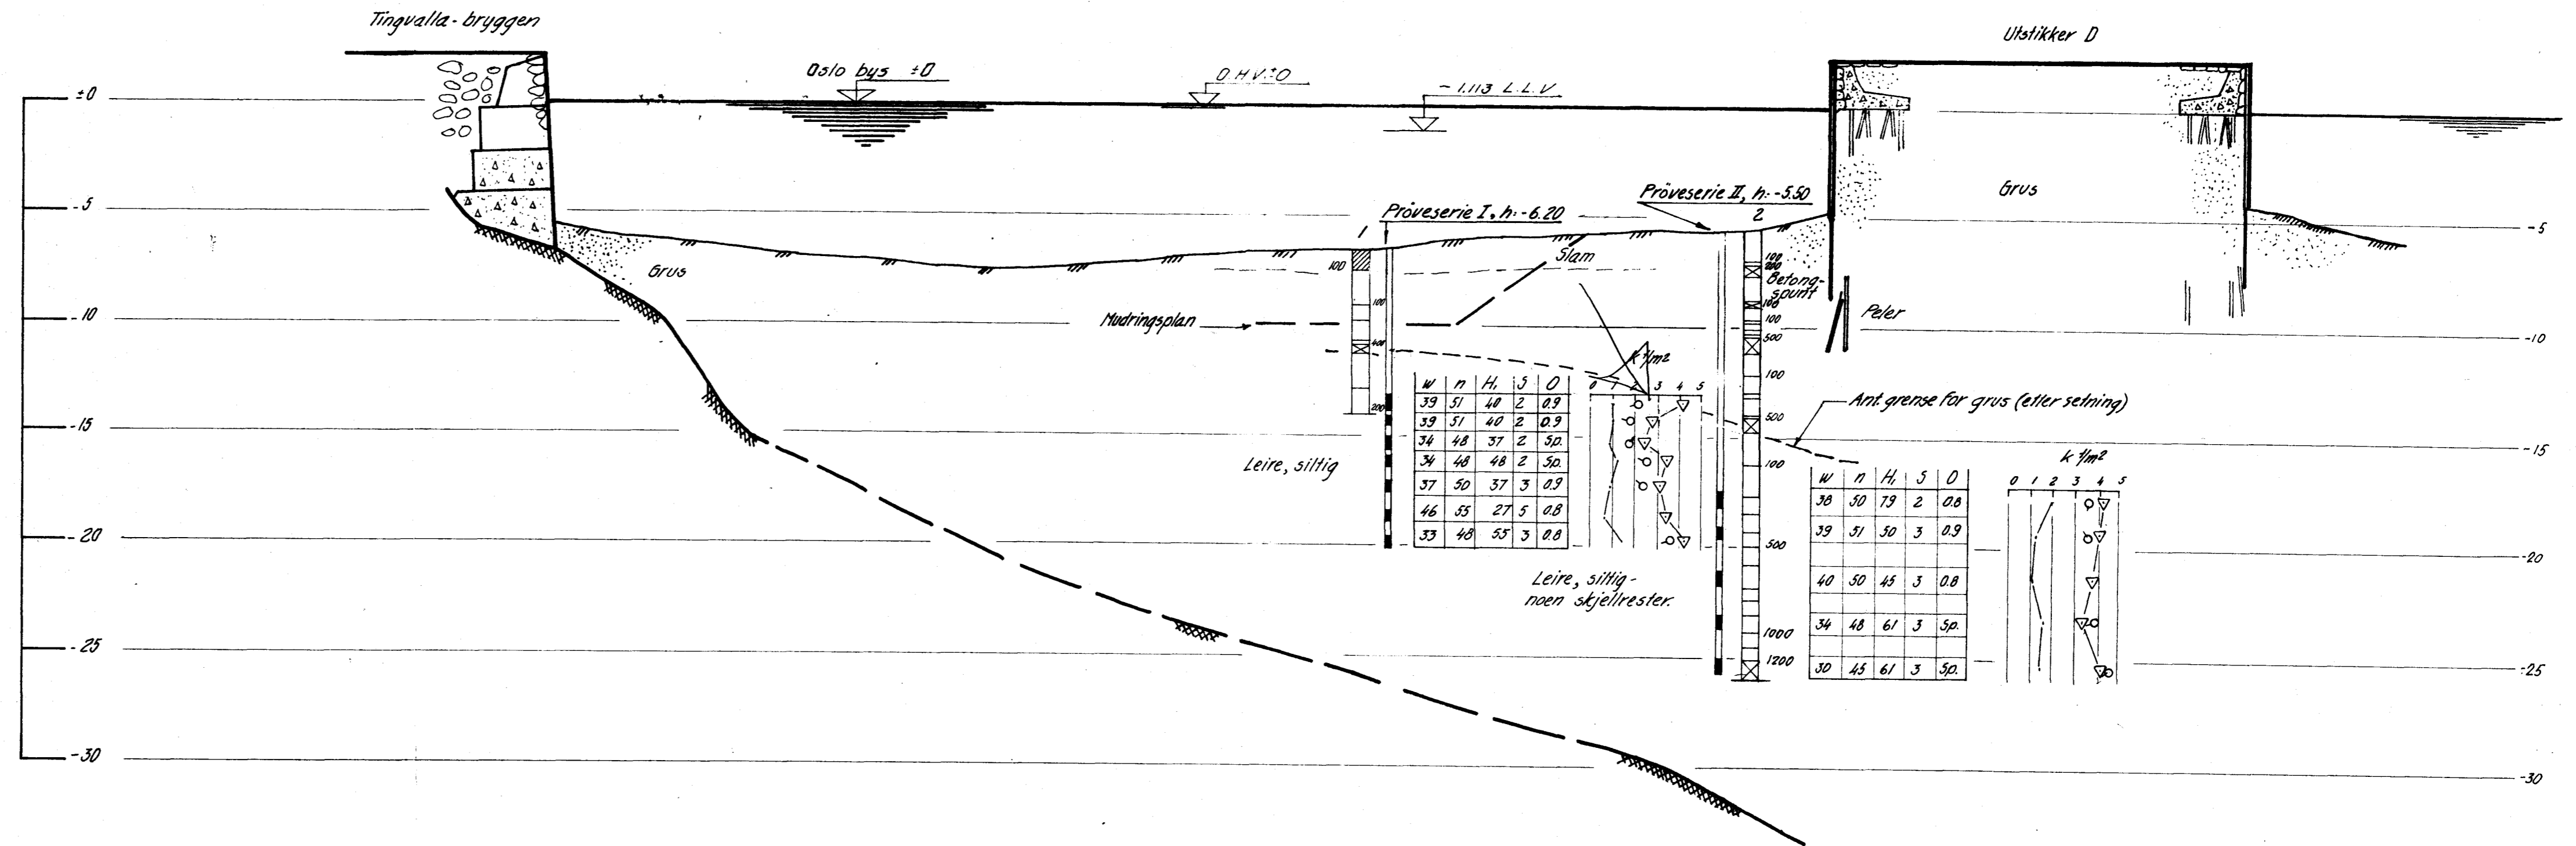 Tingvalla-bryggen
Utstikker D
Oslo bys ±0
O.H.V.±0
-1.113 L.L.V.
±0
-5
-10
-15
-20
-25
-30
Grus
Mudringsplan
Prøveserie I, h:-6.20
Prøveserie II, h:-5.50
1
2
Slam
Grus
Betong-
spunt
Peler
-5
-10
-15
-20
-25
-30
100
100
400
200
100
200
100
100
500
100
500
100
500
1000
1200
Leire, siltig
Leire, siltig-
noen skjellrester.
Ant. grense for grus (etter setning)
k t/m2
0 1 2 3 4 5
w n H₁ S O
39 51 40 2 0.9
39 51 40 2 0.9
34 48 37 2 Sp.
34 48 48 2 Sp.
37 50 37 3 0.9
46 55 27 5 0.8
33 48 55 3 0.8
k t/m2
0 1 2 3 4 5
w n H₁ S O
38 50 79 2 0.8
39 51 50 3 0.9
40 50 45 3 0.8
34 48 61 3 Sp.
30 45 61 3 Sp.